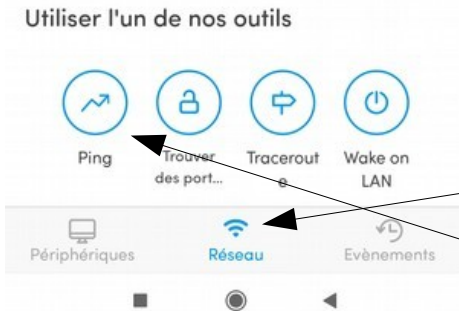 Utiliser l'un de nos outils
Ping
Trouver
des port...
Tracerout
e
Wake on
LAN
Périphériques
Réseau
Evènements